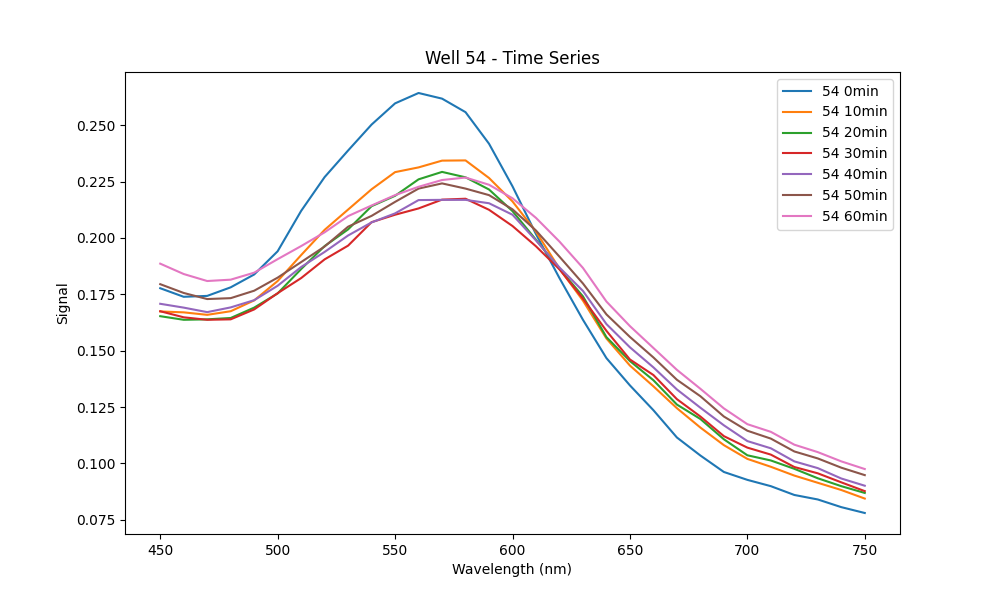 Well 54 - Time Series
54 0min
54 10min
54 20min
54 30min
54 40min
54 50min
54 60min
Signal
0.250
0.225
0.200
0.175
0.150
0.125
0.100
0.075
450 500 550 600 650 700 750
Wavelength (nm)